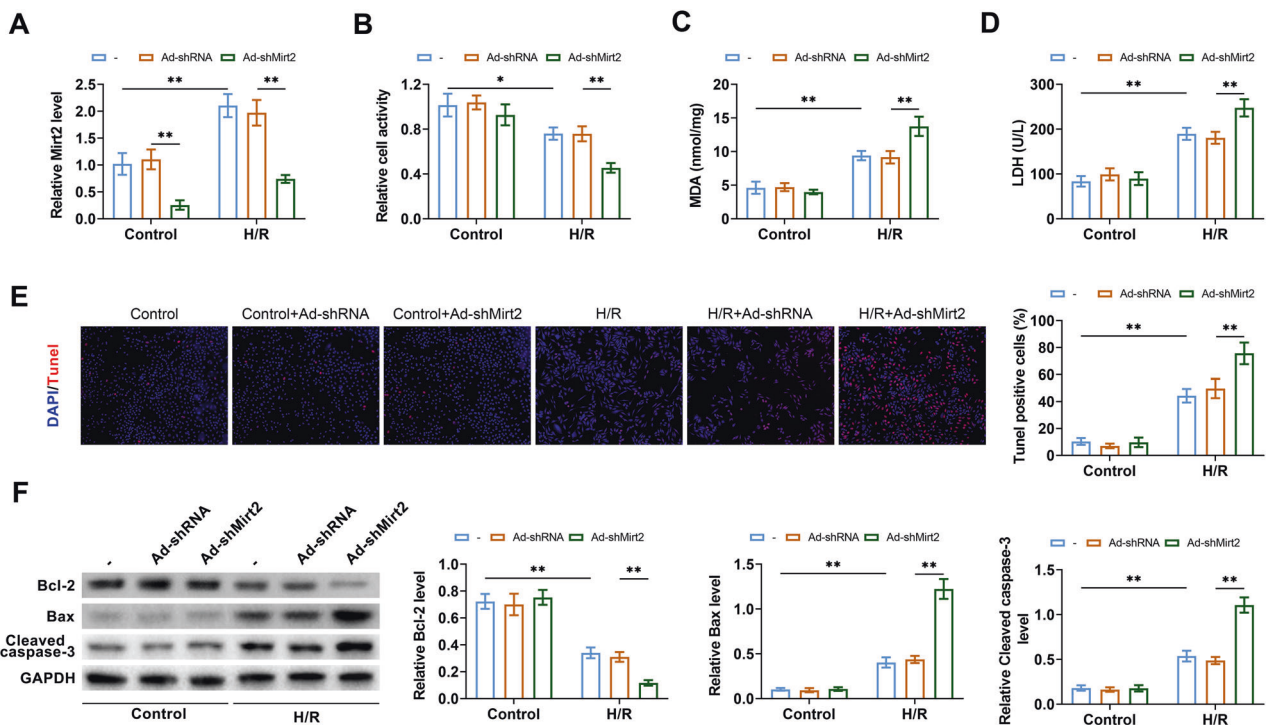 A
- Ad-shRNA Ad-shMirt2
Relative Mirt2 level
2.5
2.0
1.5
1.0
0.5
0.0
** ** **
Control H/R
B
- Ad-shRNA Ad-shMirt2
Relative cell activity
1.2
0.8
0.4
0.0
* **
Control H/R
C
- Ad-shRNA Ad-shMirt2
MDA (nmol/mg)
20
15
10
5
0
** **
Control H/R
D
- Ad-shRNA Ad-shMirt2
LDH (U/L)
300
200
100
0
** **
Control H/R
E
DAPI/Tunel
Control Control+Ad-shRNA Control+Ad-shMirt2 H/R H/R+Ad-shRNA H/R+Ad-shMirt2
- Ad-shRNA Ad-shMirt2
Tunel positive cells (%)
100
80
60
40
20
0
** **
Control H/R
F
- Ad-shRNA Ad-shMirt2 - Ad-shRNA Ad-shMirt2
Bcl-2
Bax
Cleaved
caspase-3
GAPDH
Control H/R
- Ad-shRNA Ad-shMirt2
Relative Bcl-2 level
1.0
0.8
0.6
0.4
0.2
0.0
** **
Control H/R
- Ad-shRNA Ad-shMirt2
Relative Bax level
1.5
1.0
0.5
0.0
** **
Control H/R
- Ad-shRNA Ad-shMirt2
Relative Cleaved caspase-3
level
1.5
1.0
0.5
0.0
** **
Control H/R